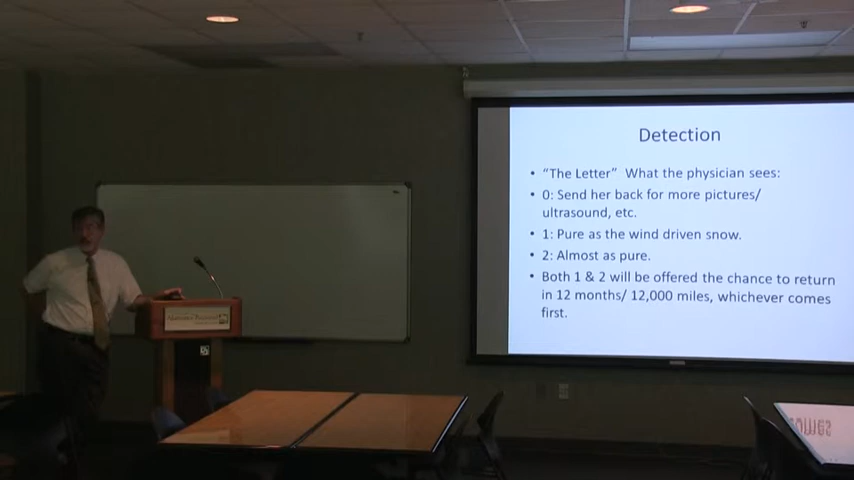 Detection
• “The Letter” What the physician sees:
• 0: Send her back for more pictures/
ultrasound, etc.
• 1: Pure as the wind driven snow.
• 2: Almost as pure.
• Both 1 & 2 will be offered the chance to return
in 12 months/ 12,000 miles, whichever comes
first.